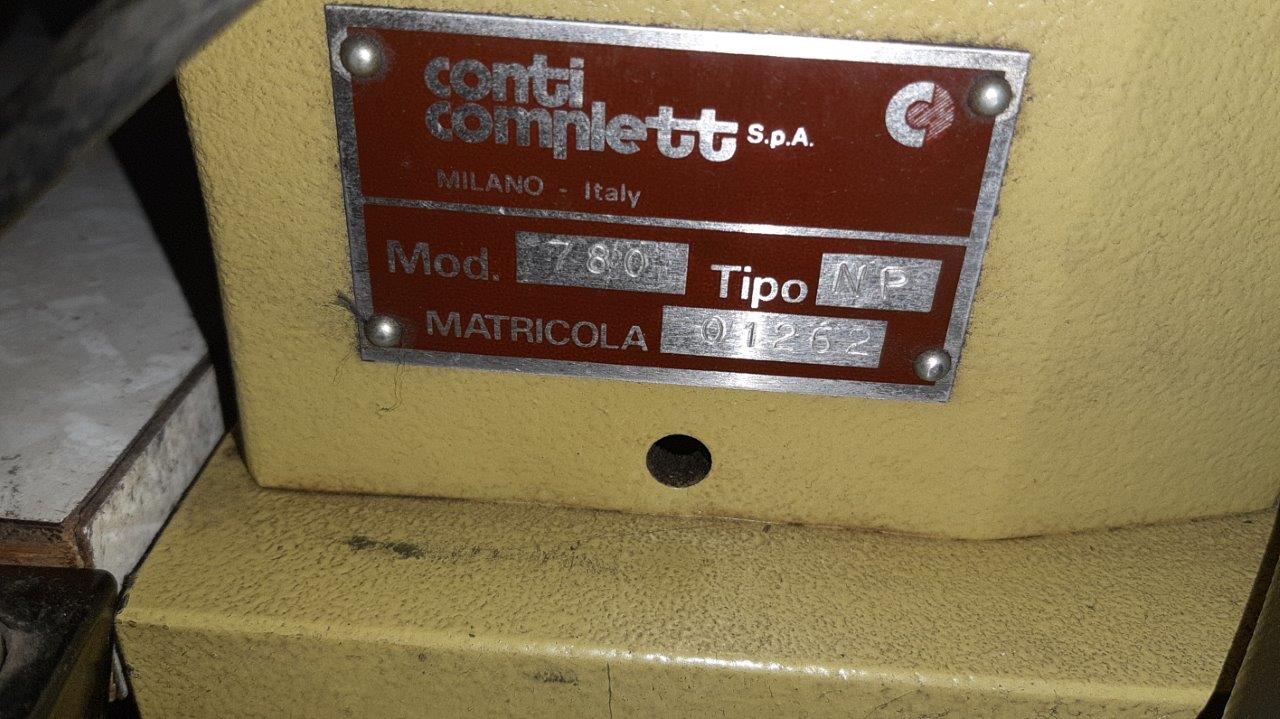 conti
complett S.p.A.
MILANO - Italy
Mod. 780 Tipo NP
MATRICOLA 01262